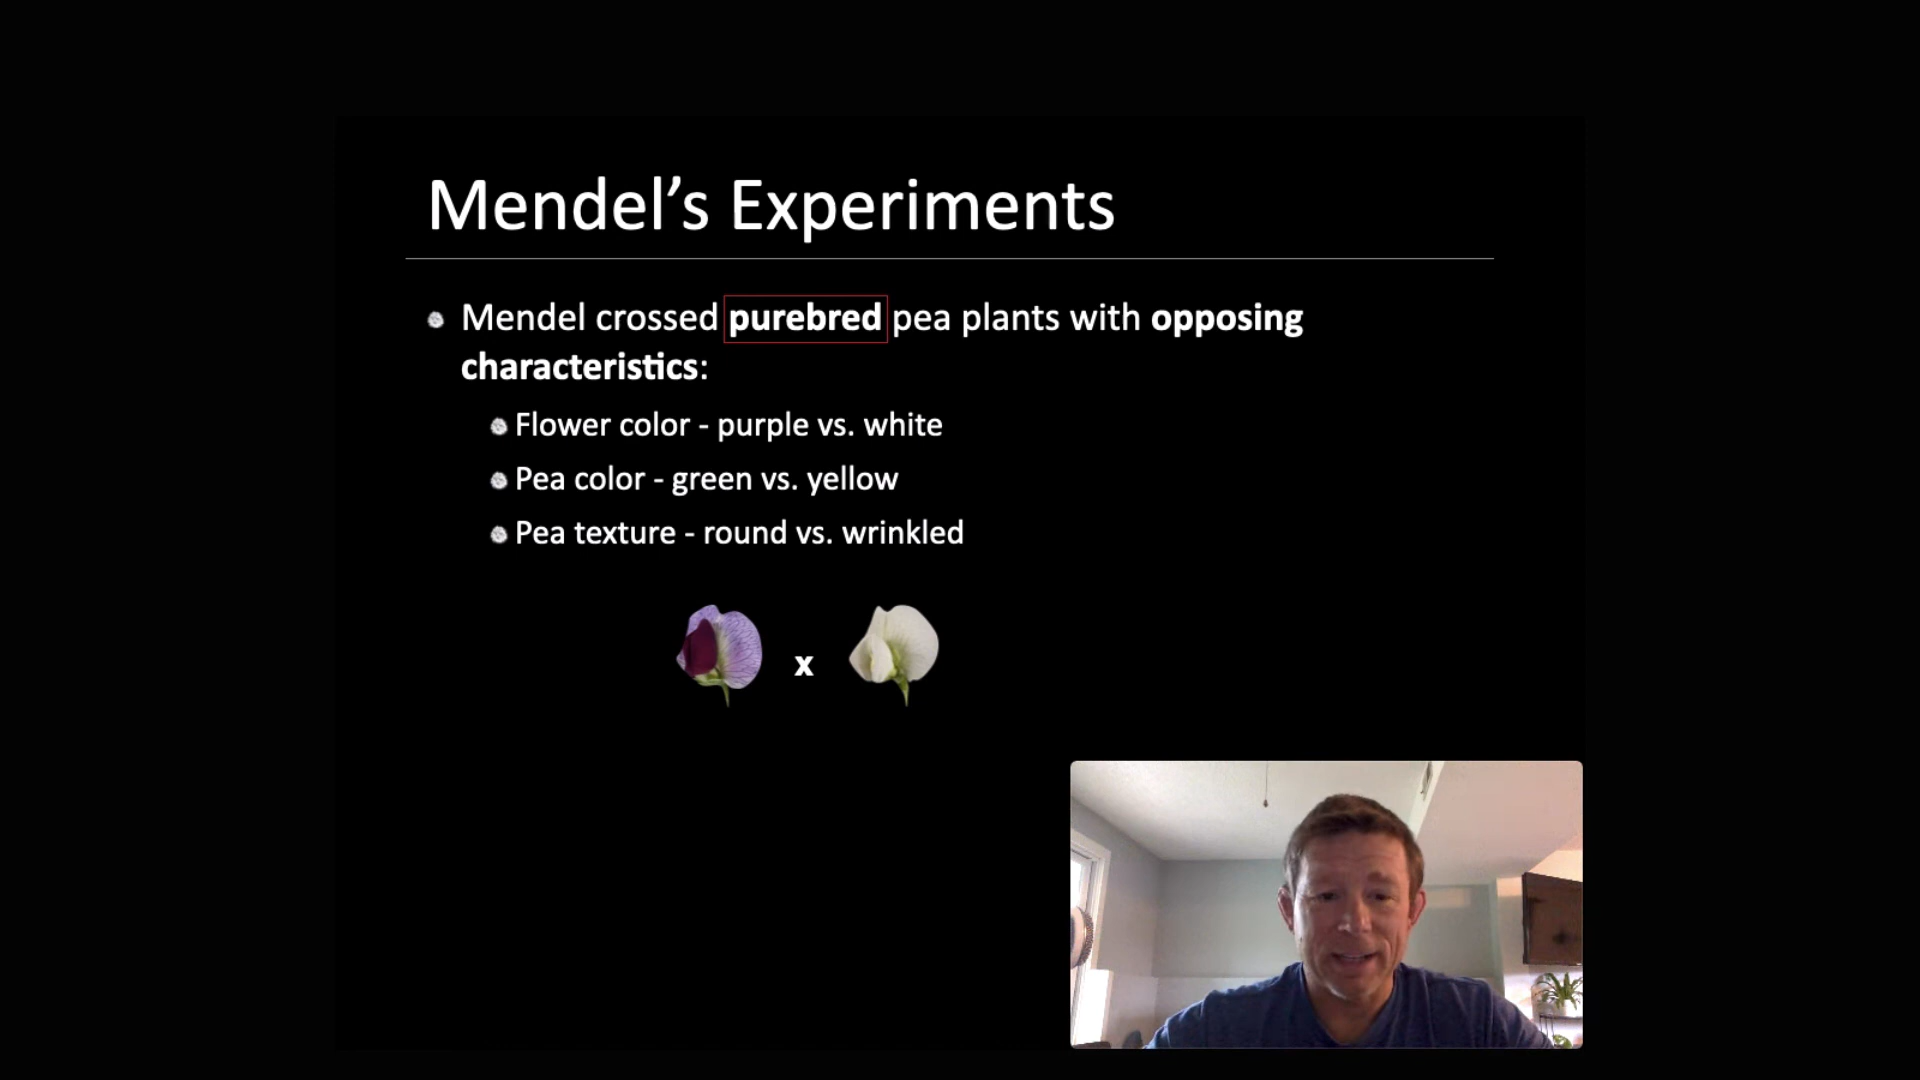 Mendel’s Experiments
Mendel crossed purebred pea plants with opposing
characteristics:
Flower color - purple vs. white
Pea color - green vs. yellow
Pea texture - round vs. wrinkled
x